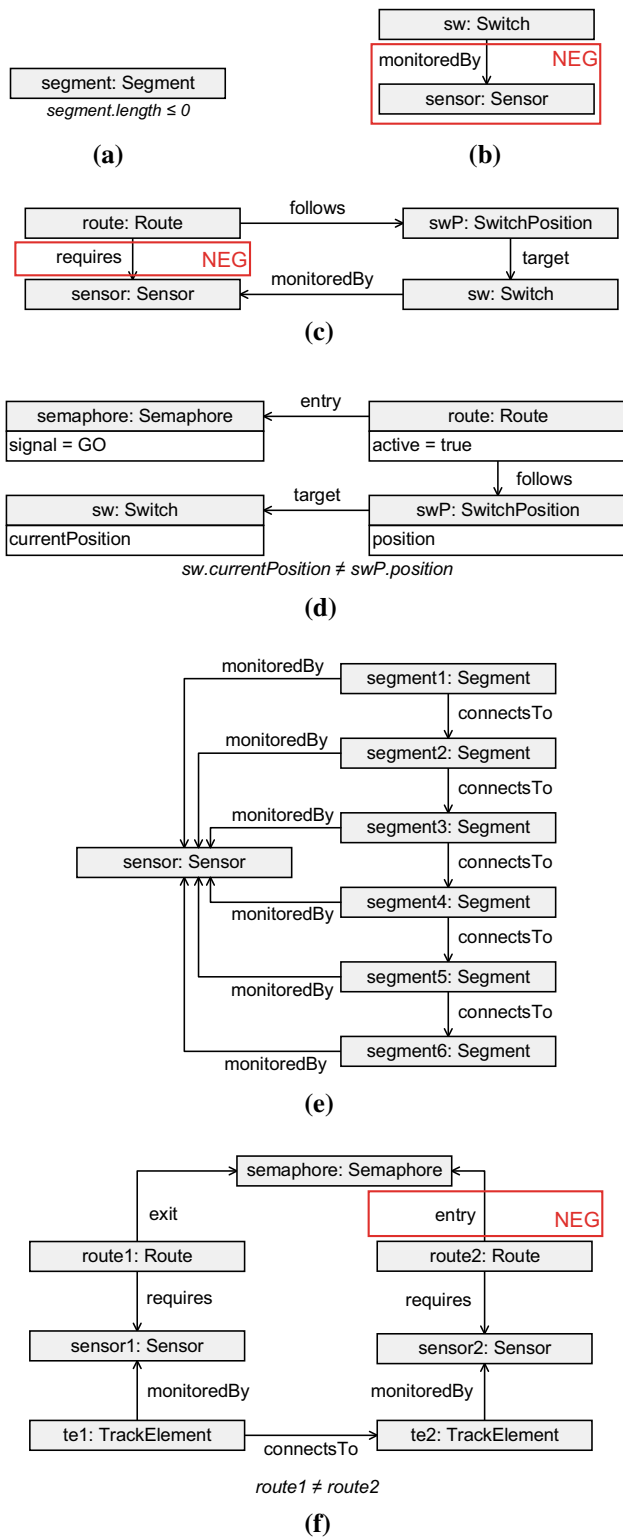 segment: Segment
segment.length ≤ 0
(a)
sw: Switch
monitoredBy
NEG
sensor: Sensor
(b)
route: Route
follows
swP: SwitchPosition
requires
NEG
target
sensor: Sensor
monitoredBy
sw: Switch
(c)
semaphore: Semaphore
entry
route: Route
signal = GO
active = true
follows
sw: Switch
target
swP: SwitchPosition
currentPosition
position
sw.currentPosition ≠ swP.position
(d)
monitoredBy
segment1: Segment
connectsTo
monitoredBy
segment2: Segment
connectsTo
monitoredBy
segment3: Segment
sensor: Sensor
connectsTo
segment4: Segment
monitoredBy
connectsTo
segment5: Segment
monitoredBy
connectsTo
segment6: Segment
monitoredBy
(e)
semaphore: Semaphore
exit
entry
NEG
route1: Route
route2: Route
requires
requires
sensor1: Sensor
sensor2: Sensor
monitoredBy
monitoredBy
te1: TrackElement
connectsTo
te2: TrackElement
route1 ≠ route2
(f)